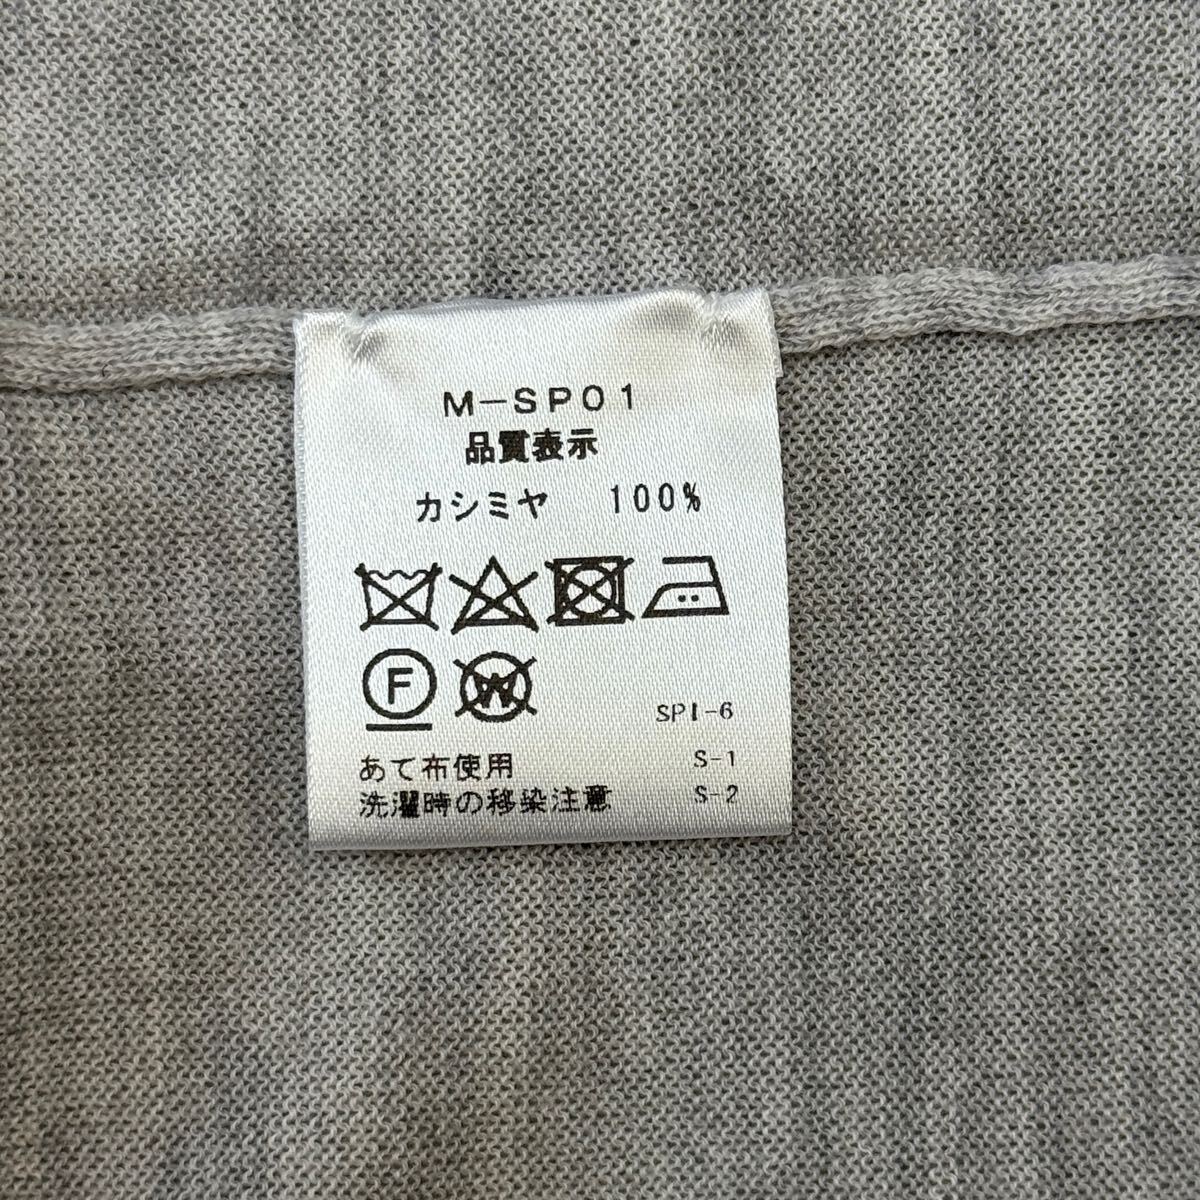 M-SP01
品質表示
カシミヤ 100%
F W
SPI-6
あて布使用 S-1
洗濯時の移染注意 S-2